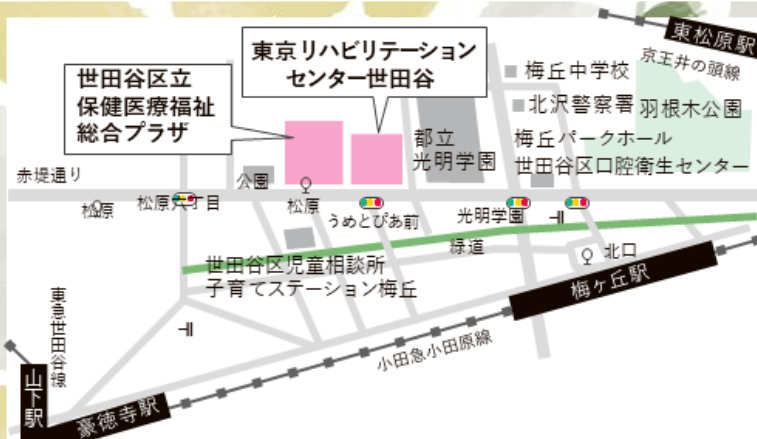 東松原駅
京王井の頭線
東京リハビリテーション
センター世田谷
世田谷区立
保健医療福祉
総合プラザ
梅丘中学校
北沢警察署
羽根木公園
都立
光明学園
梅丘パークホール
世田谷区口腔衛生センター
赤堤通り
公園
松原
松原六丁目
松原
うめとぴあ前
光明学園
緑道
北口
世田谷区児童相談所
子育てステーション梅丘
梅ヶ丘駅
東急世田谷線
小田急小田原線
山下駅
豪徳寺駅